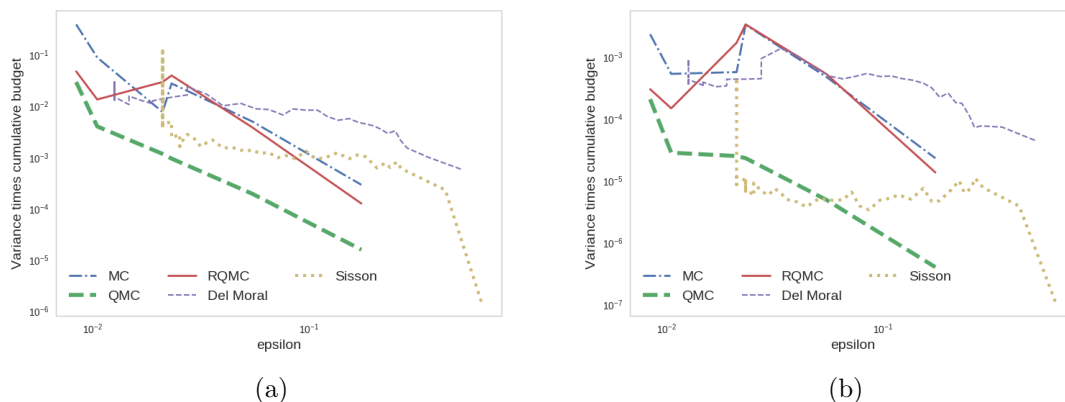 Variance times cumulative budget
10⁻¹
10⁻²
10⁻³
10⁻⁴
10⁻⁵
10⁻⁶
MC
QMC
RQMC
Del Moral
Sisson
10⁻²
10⁻¹
epsilon
(a)
Variance times cumulative budget
10⁻³
10⁻⁴
10⁻⁵
10⁻⁶
10⁻⁷
MC
QMC
RQMC
Del Moral
Sisson
10⁻²
10⁻¹
epsilon
(b)